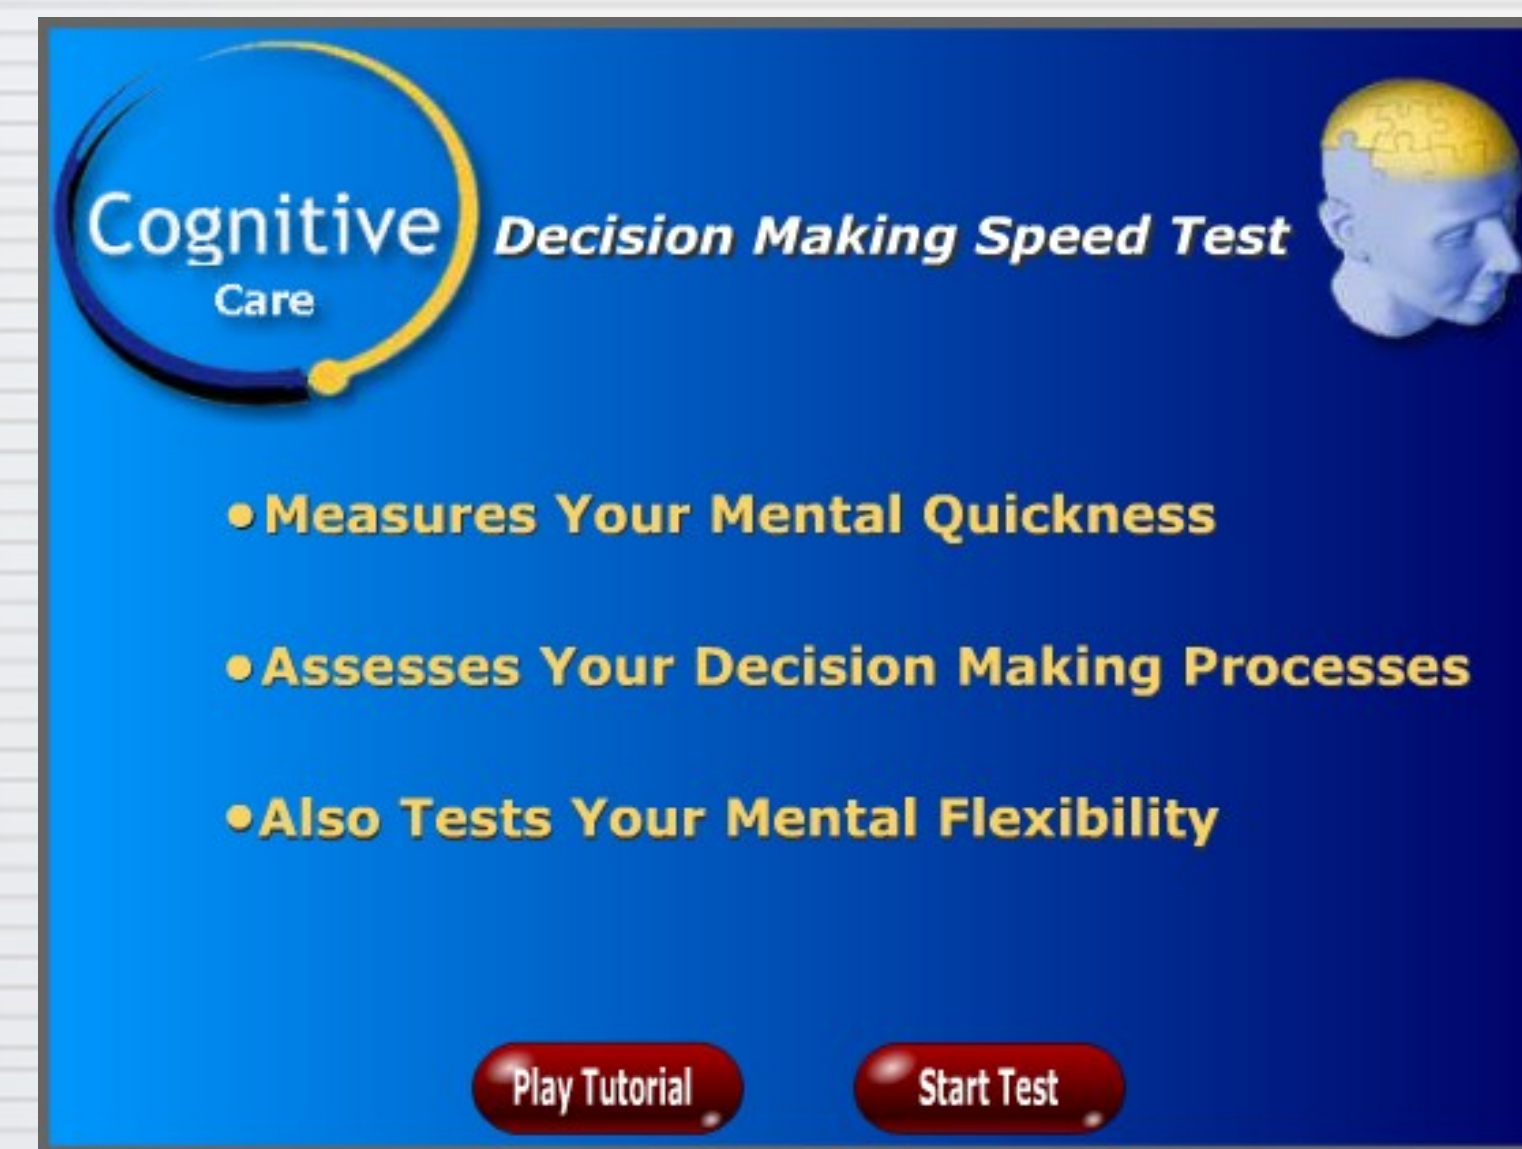 Cognitive
Care
Decision Making Speed Test
•Measures Your Mental Quickness
•Assesses Your Decision Making Processes
•Also Tests Your Mental Flexibility
Play Tutorial
Start Test